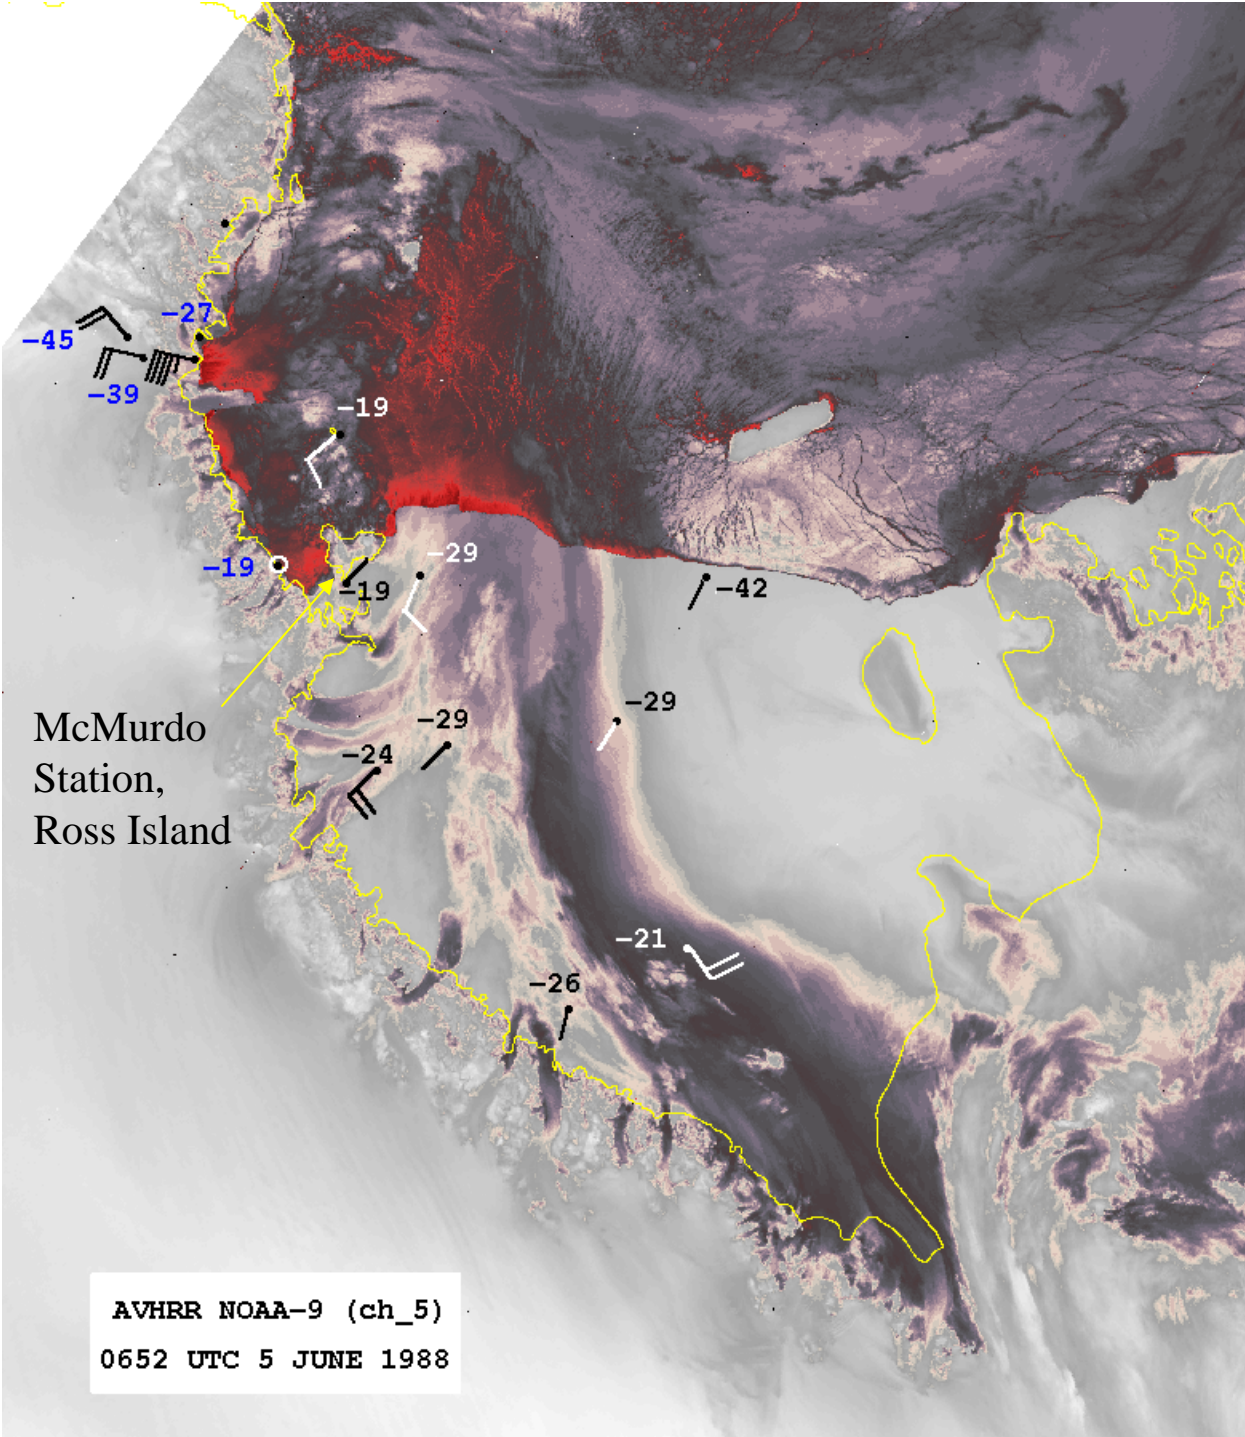 −27
−45
−39
−19
−29
−19
−19
−42
−29
−29
−24
McMurdo
Station,
Ross Island
−21
−26
AVHRR NOAA−9 (ch_5)
0652 UTC 5 JUNE 1988